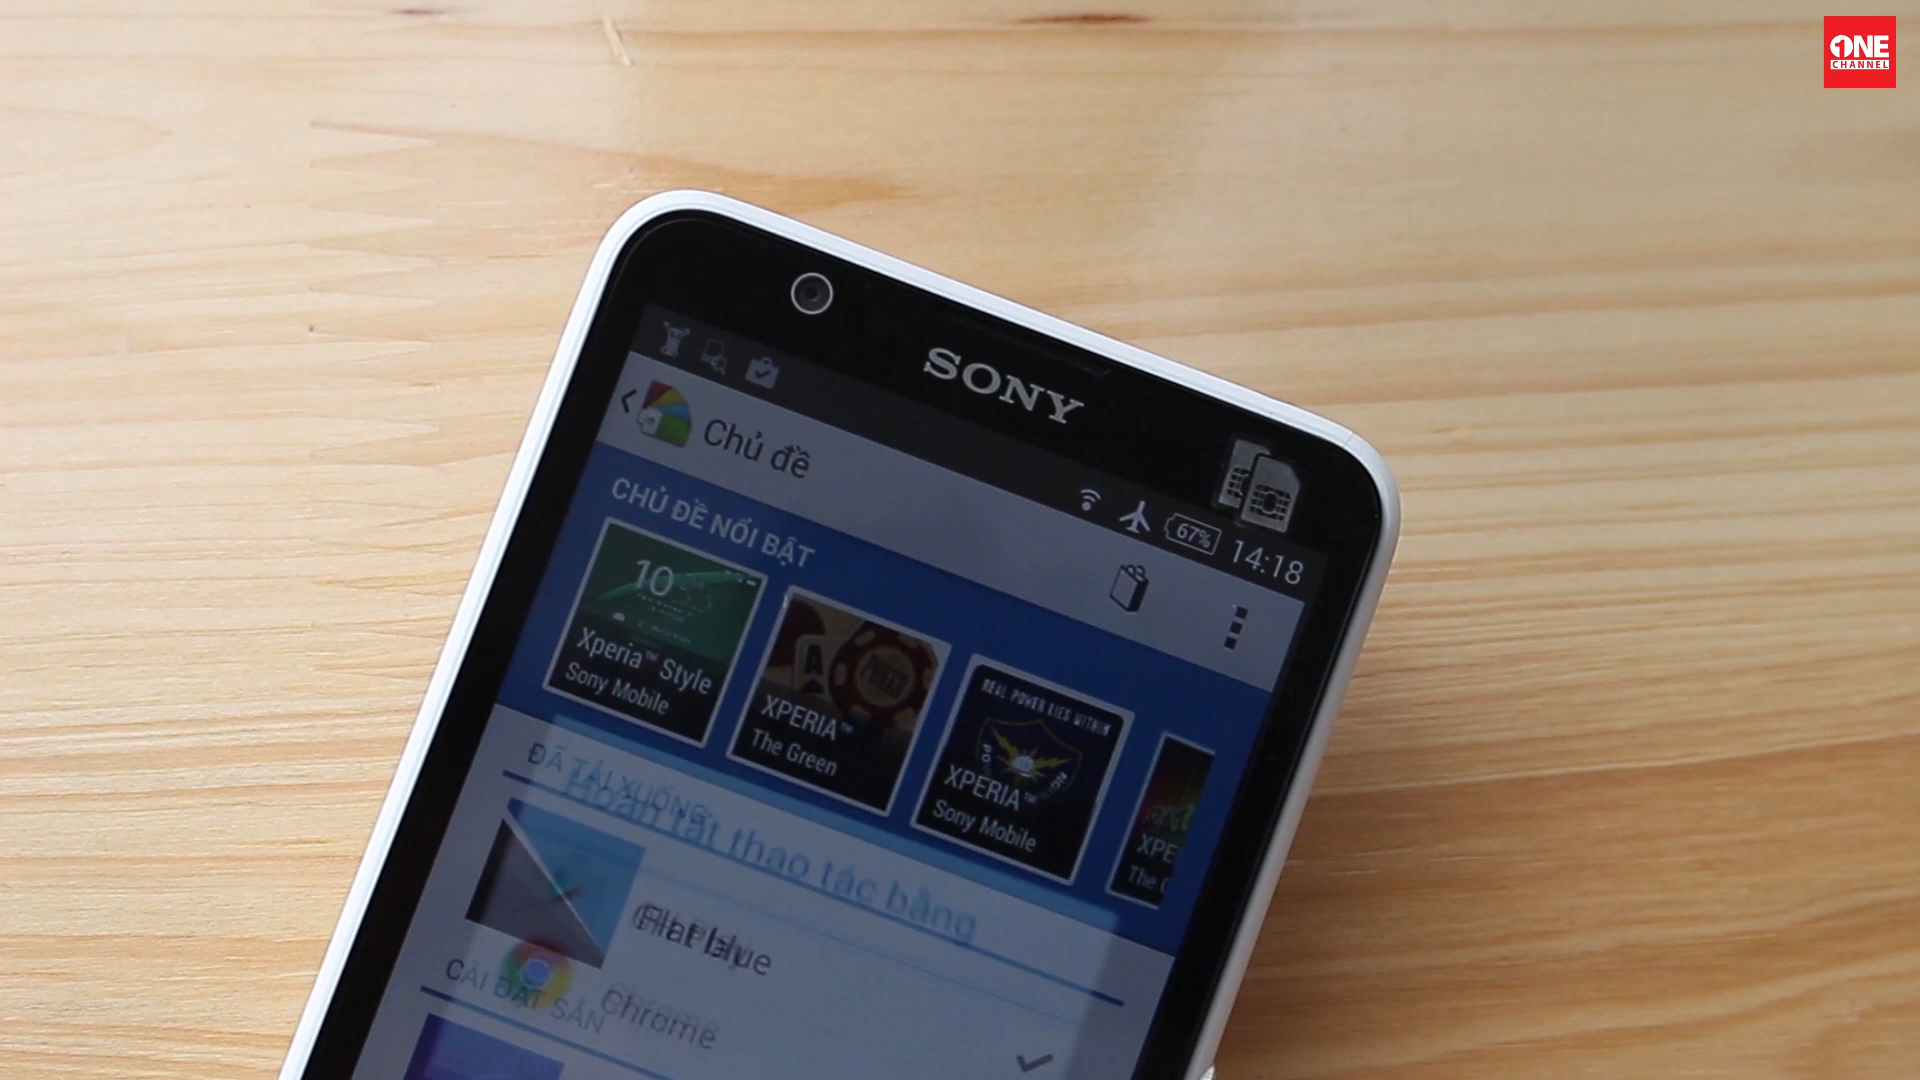 ONE
CHANNEL
SONY
67% 14:18
Chủ đề
CHỦ ĐỀ NỔI BẬT
10
Xperia™ Style
Sony Mobile
XPERIA™
The Green
REAL POWER LIES WITHIN
XPERIA™
Sony Mobile
XPE
The
ĐÃ TẢI XUỐNG
Hoàn tất thao tác bằng
Flat blue
Chrome
CÀI ĐẶT SẴN